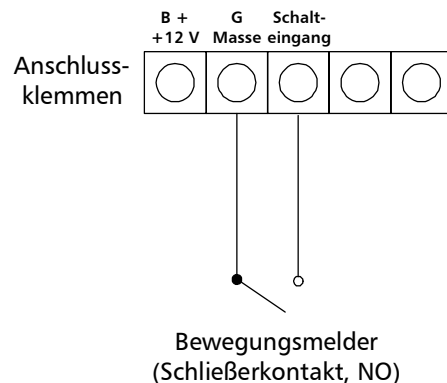 B + G Schalt-
+12 V Masse eingang
Anschluss-
klemmen
Bewegungsmelder
(Schließerkontakt, NO)